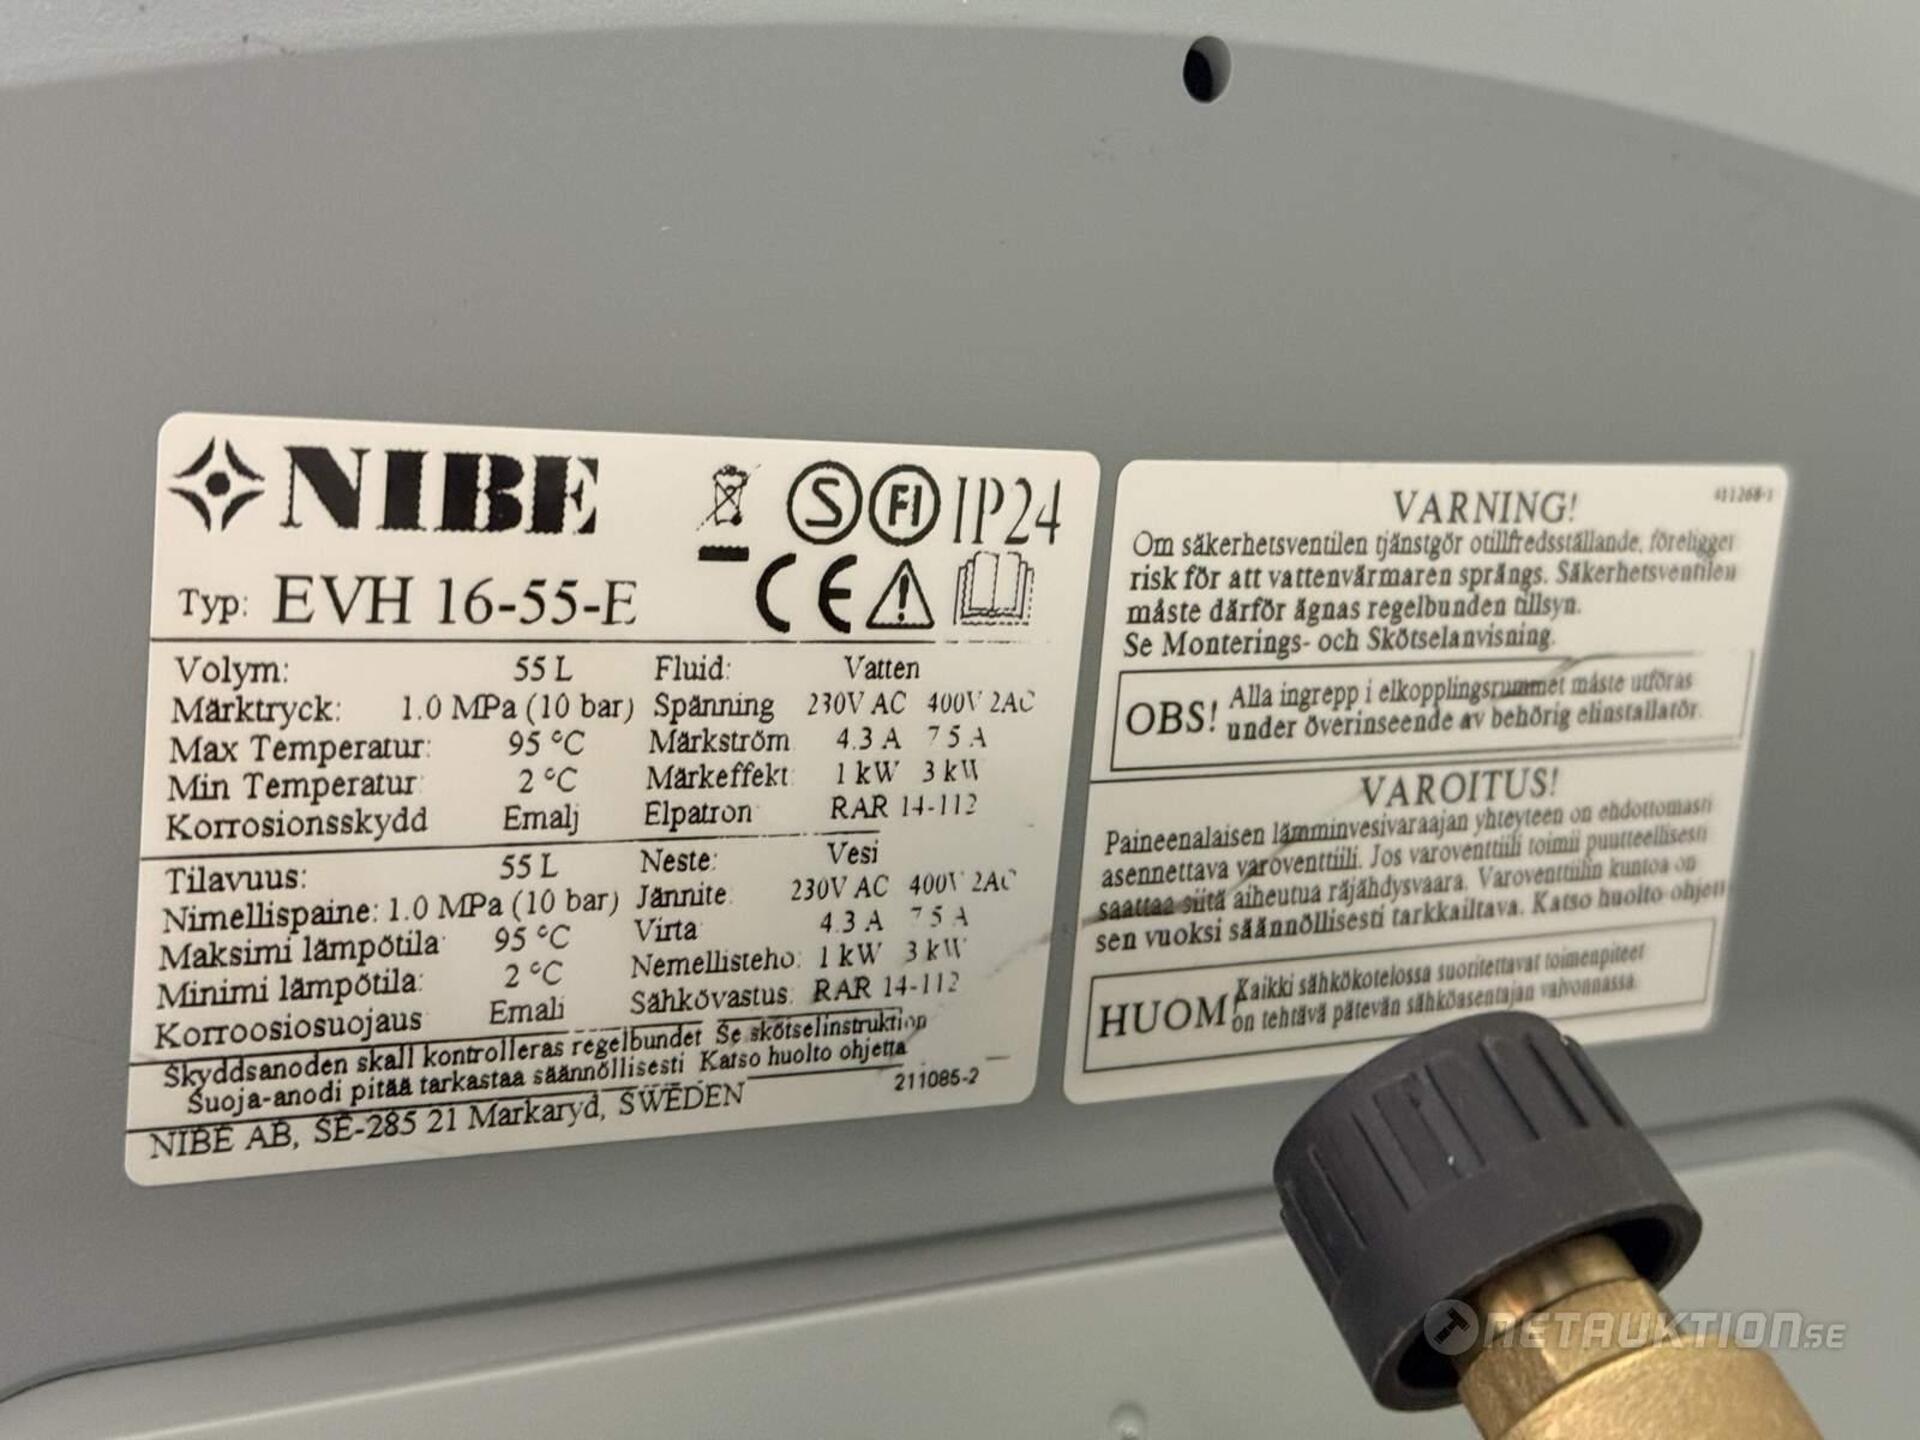 NIBE
S FI IP24
CE
Typ: EVH 16-55-E
Volym: 55 L
Märktryck: 1.0 MPa (10 bar)
Max Temperatur: 95 °C
Min Temperatur 2 °C
Korrosionsskydd Emalj
Fluid: Vatten
Spänning 230V AC 400V 2AC
Märkström 4.3 A 7.5 A
Märkeffekt: 1 kW 3 kW
Elpatron RAR 14-112
Tilavuus: 55 L
Nimellispaine: 1.0 MPa (10 bar)
Maksimi lämpötila 95 °C
Minimi lämpötila: 2 °C
Korroosiosuojaus Emali
Neste: Vesi
Jännite: 230V AC 400V 2AC
Virta 4.3 A 7.5 A
Nemellisteho: 1 kW 3 kW
Sähkövastus: RAR 14-112
Skyddsanoden skall kontrolleras regelbundet Se skötselinstruktion
Suoja-anodi pitää tarkastaa säännöllisesti Katso huolto ohjetta
211085-2
NIBE AB, SE-285 21 Markaryd, SWEDEN
411268-1
VARNING!
Om säkerhetsventilen tjänstgör otillfredsställande, föreligger
risk för att vattenvärmaren sprängs. Säkerhetsventilen
måste därför ägnas regelbunden tillsyn.
Se Monterings- och Skötselanvisning.
OBS! Alla ingrepp i elkopplingsrummet måste utföras
under överinseende av behörig elinstallatör.
VAROITUS!
Paineenalaisen lämminvesivaraajan yhteyteen on ehdottomasti
asennettava varoventtiili. Jos varoventtiili toimii puutteellisesti
saattaa siitä aiheutua räjähdysvaara. Varoventtiilin kuntoa on
sen vuoksi säännöllisesti tarkkailtava. Katso huolto ohjeti
HUOM Kaikki sähkökotelossa suoritettavat toimenpiteet
on tehtävä pätevän sähköasentajan valvonnassa.
NETAUKTION.SE